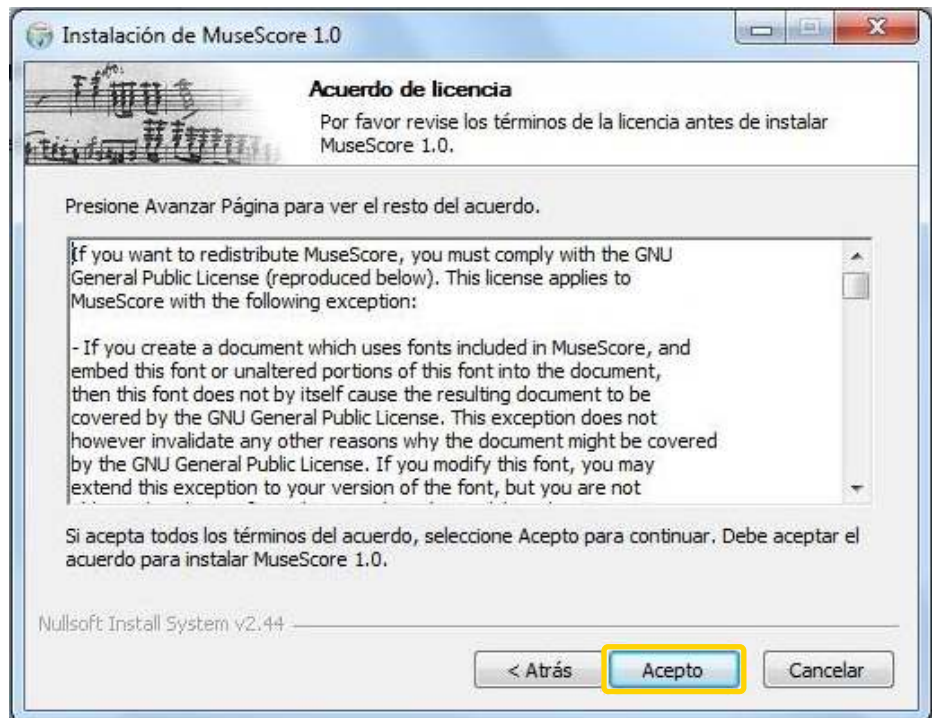 Instalación de MuseScore 1.0
Acuerdo de licencia
Por favor revise los términos de la licencia antes de instalar
MuseScore 1.0.
Presione Avanzar Página para ver el resto del acuerdo.
If you want to redistribute MuseScore, you must comply with the GNU
General Public License (reproduced below). This license applies to
MuseScore with the following exception:
- If you create a document which uses fonts included in MuseScore, and
embed this font or unaltered portions of this font into the document,
then this font does not by itself cause the resulting document to be
covered by the GNU General Public License. This exception does not
however invalidate any other reasons why the document might be covered
by the GNU General Public License. If you modify this font, you may
extend this exception to your version of the font, but you are not
Si acepta todos los términos del acuerdo, seleccione Acepto para continuar. Debe aceptar el
acuerdo para instalar MuseScore 1.0.
Nullsoft Install System v2.44
< Atrás
Acepto
Cancelar